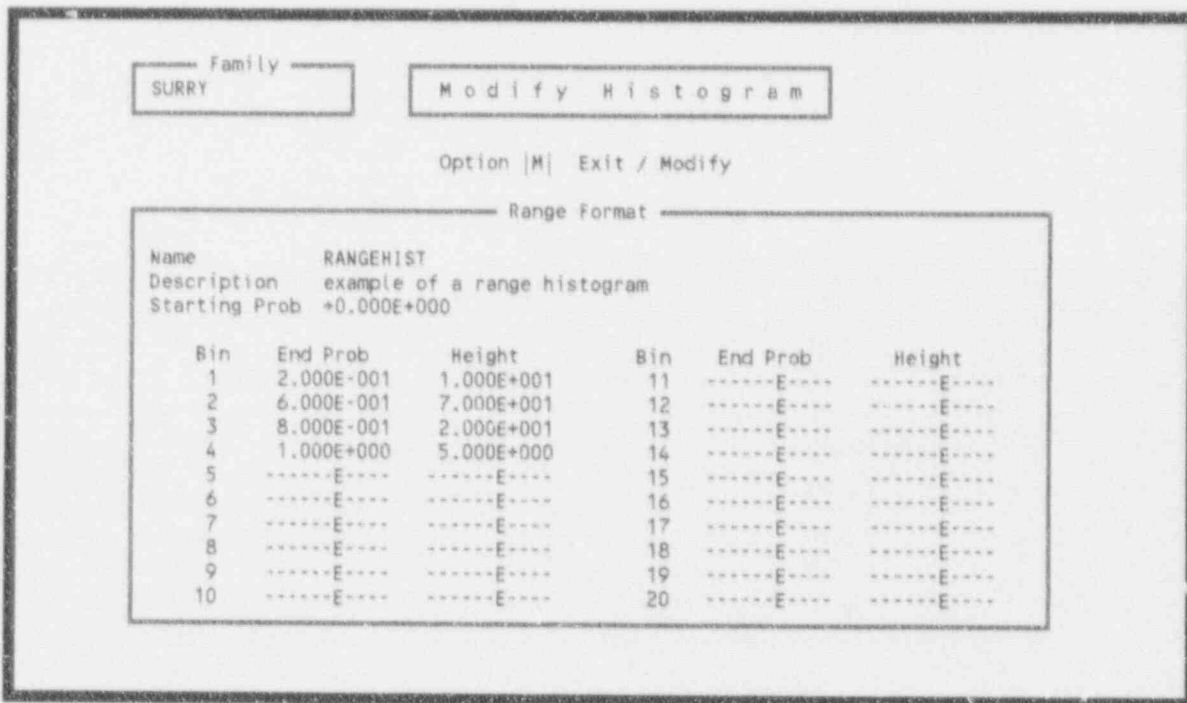 Family
SURRY
Modify Histogram
Option |M| Exit / Modify
Range Format
Name RANGEHIST
Description example of a range histogram
Starting Prob +0.000E+000
Bin End Prob Height Bin End Prob Height
1 2.000E-001 1.000E+001 11 ------E---- ------E----
2 6.000E-001 7.000E+001 12 ------E---- ------E----
3 8.000E-001 2.000E+001 13 ------E---- ------E----
4 1.000E+000 5.000E+000 14 ------E---- ------E----
5 ------E---- ------E---- 15 ------E---- ------E----
6 ------E---- ------E---- 16 ------E---- ------E----
7 ------E---- ------E---- 17 ------E---- ------E----
8 ------E---- ------E---- 18 ------E---- ------E----
9 ------E---- ------E---- 19 ------E---- ------E----
10 ------E---- ------E---- 20 ------E---- ------E----